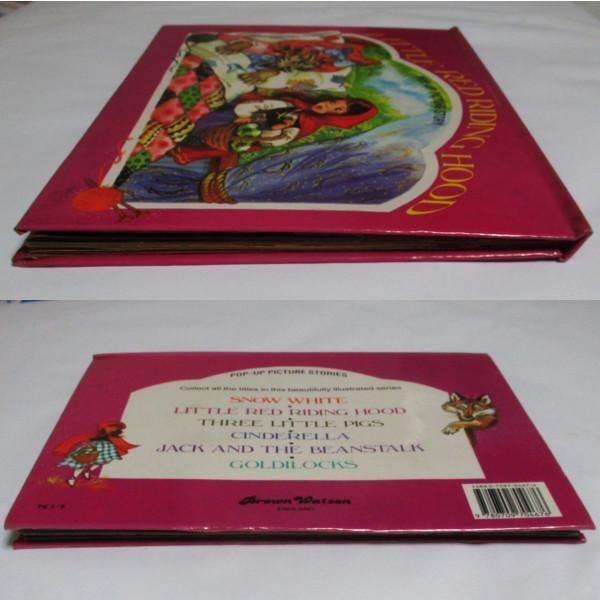 LITTLE RED RIDING HOOD
POP-UP PICTURE STORIES
Collect all the titles in this beautifully illustrated series
SNOW WHITE
LITTLE RED RIDING HOOD
THREE LITTLE PIGS
CINDERELLA
JACK AND THE BEANSTALK
GOLDILOCKS
Brown Watson
ENGLAND